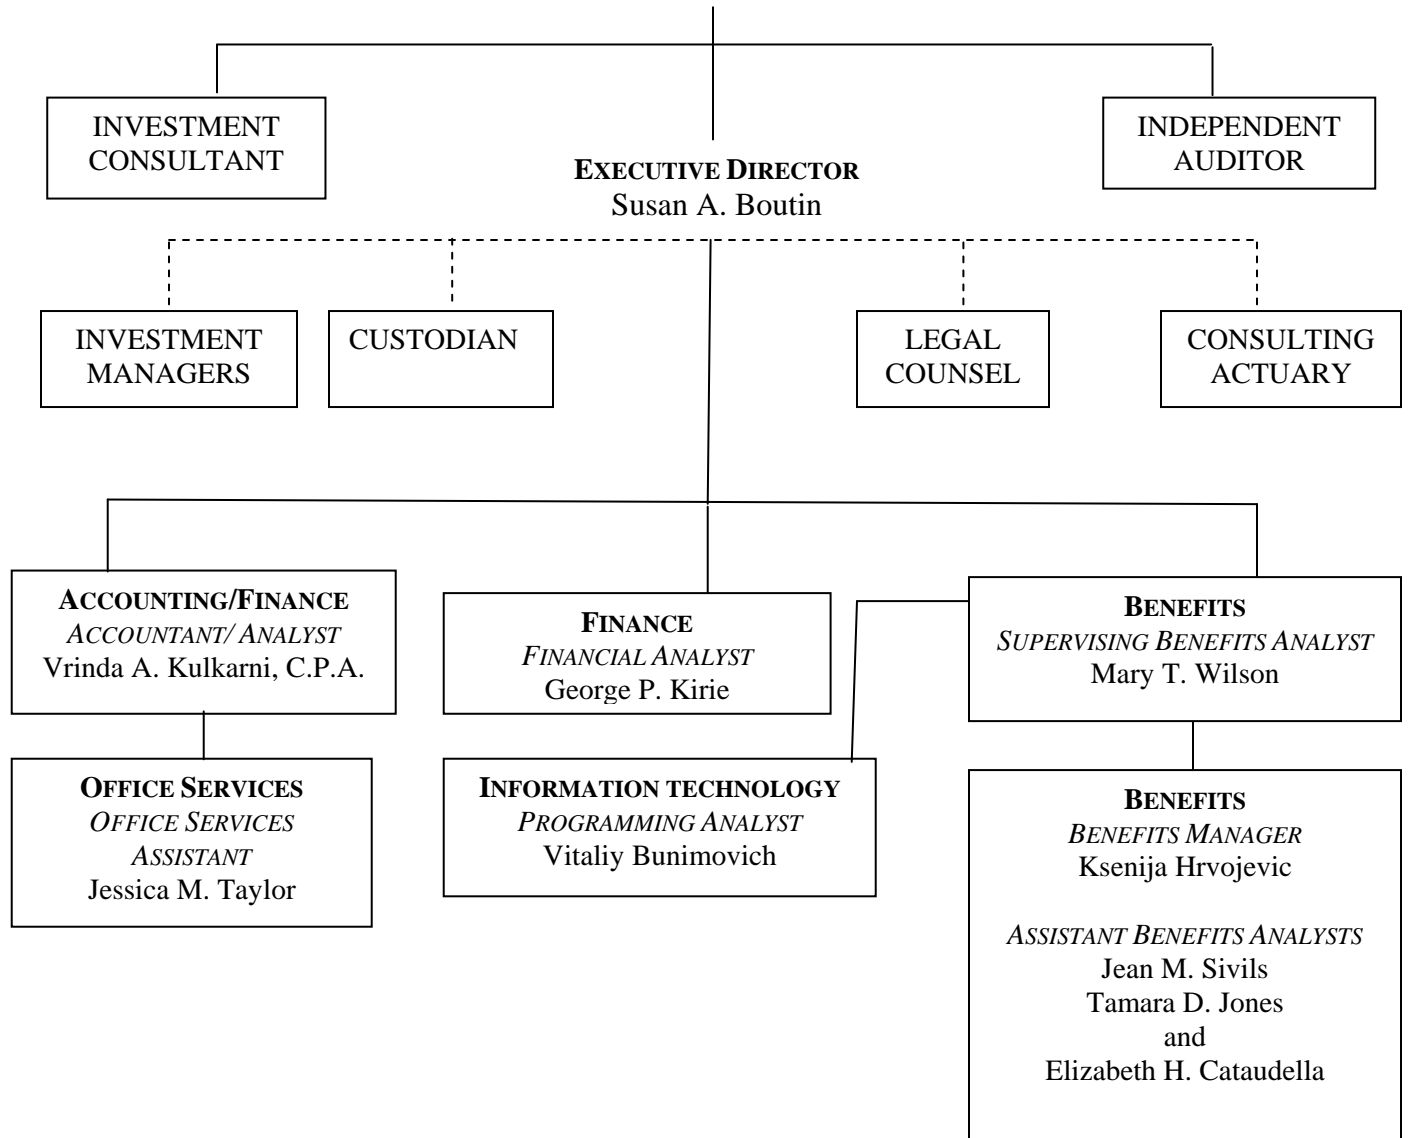 INVESTMENT
CONSULTANT
INDEPENDENT
AUDITOR
EXECUTIVE DIRECTOR
Susan A. Boutin
INVESTMENT
MANAGERS
CUSTODIAN
LEGAL
COUNSEL
CONSULTING
ACTUARY
ACCOUNTING/FINANCE
ACCOUNTANT/ ANALYST
Vrinda A. Kulkarni, C.P.A.
FINANCE
FINANCIAL ANALYST
George P. Kirie
BENEFITS
SUPERVISING BENEFITS ANALYST
Mary T. Wilson
OFFICE SERVICES
OFFICE SERVICES
ASSISTANT
Jessica M. Taylor
INFORMATION TECHNOLOGY
PROGRAMMING ANALYST
Vitaliy Bunimovich
BENEFITS
BENEFITS MANAGER
Ksenija Hrvojevic
ASSISTANT BENEFITS ANALYSTS
Jean M. Sivils
Tamara D. Jones
and
Elizabeth H. Cataudella